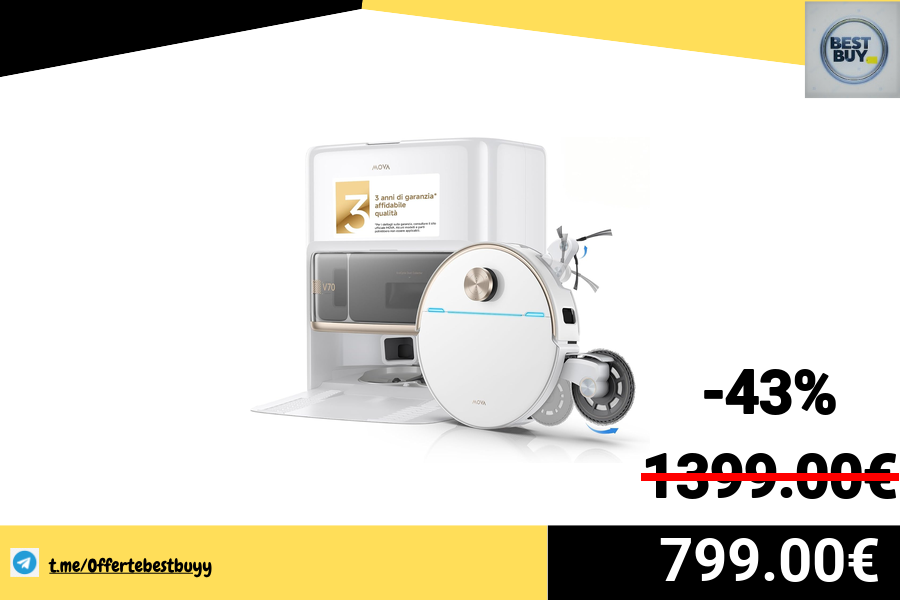 BEST
BUY
MOVA
3
3 anni di garanzia*
affidabile
qualità
V70
MOVA
-43%
1399.00€
799.00€
t.me/Offertebestbuyy